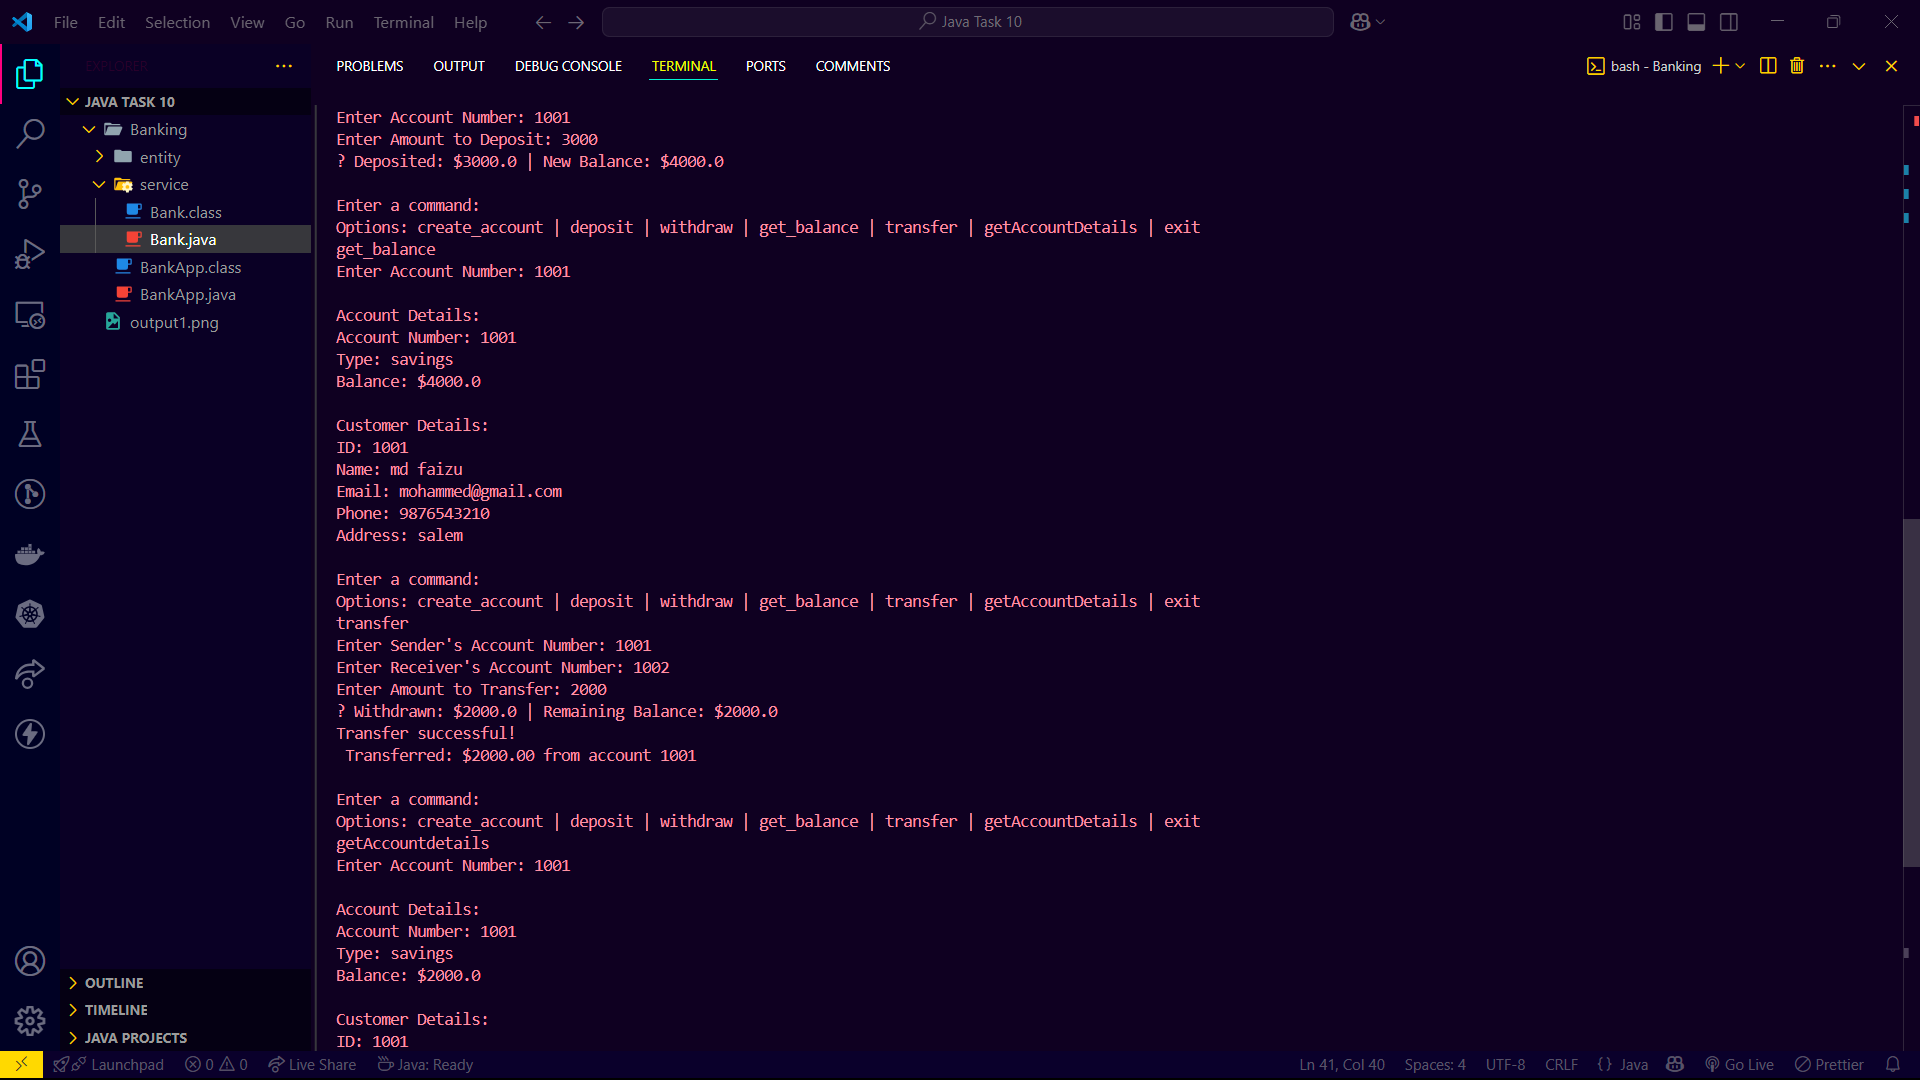 File Edit Selection View Go Run Terminal Help
Java Task 10
EXPLORER
JAVA TASK 10
Banking
entity
service
Bank.class
Bank.java
BankApp.class
BankApp.java
output1.png
OUTLINE
TIMELINE
JAVA PROJECTS
PROBLEMS OUTPUT DEBUG CONSOLE TERMINAL PORTS COMMENTS
bash - Banking
Enter Account Number: 1001
Enter Amount to Deposit: 3000
? Deposited: $3000.0 | New Balance: $4000.0
Enter a command:
Options: create_account | deposit | withdraw | get_balance | transfer | getAccountDetails | exit
get_balance
Enter Account Number: 1001
Account Details:
Account Number: 1001
Type: savings
Balance: $4000.0
Customer Details:
ID: 1001
Name: md faizu
Email: mohammed@gmail.com
Phone: 9876543210
Address: salem
Enter a command:
Options: create_account | deposit | withdraw | get_balance | transfer | getAccountDetails | exit
transfer
Enter Sender's Account Number: 1001
Enter Receiver's Account Number: 1002
Enter Amount to Transfer: 2000
? Withdrawn: $2000.0 | Remaining Balance: $2000.0
Transfer successful!
Transferred: $2000.00 from account 1001
Enter a command:
Options: create_account | deposit | withdraw | get_balance | transfer | getAccountDetails | exit
getAccountdetails
Enter Account Number: 1001
Account Details:
Account Number: 1001
Type: savings
Balance: $2000.0
Customer Details:
ID: 1001
Launchpad 0 0 Live Share Java: Ready
Ln 41, Col 40 Spaces: 4 UTF-8 CRLF {} Java Go Live Prettier